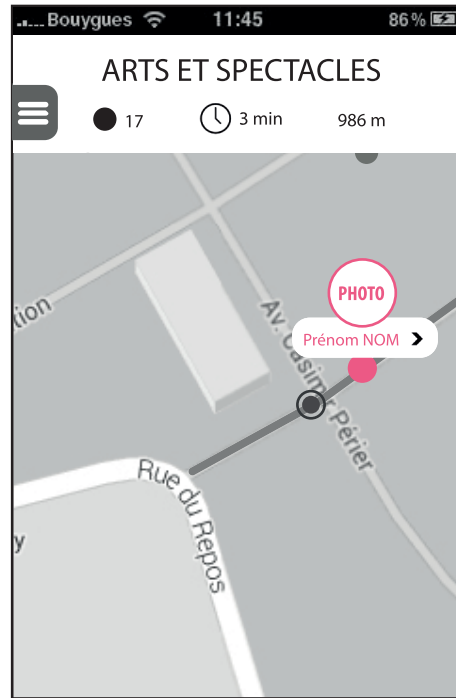 Bouygues 11:45 86%
ARTS ET SPECTACLES
17 3 min 986 m
tion
PHOTO
Av. Casimir Périer
Prénom NOM
Rue du Repos
y